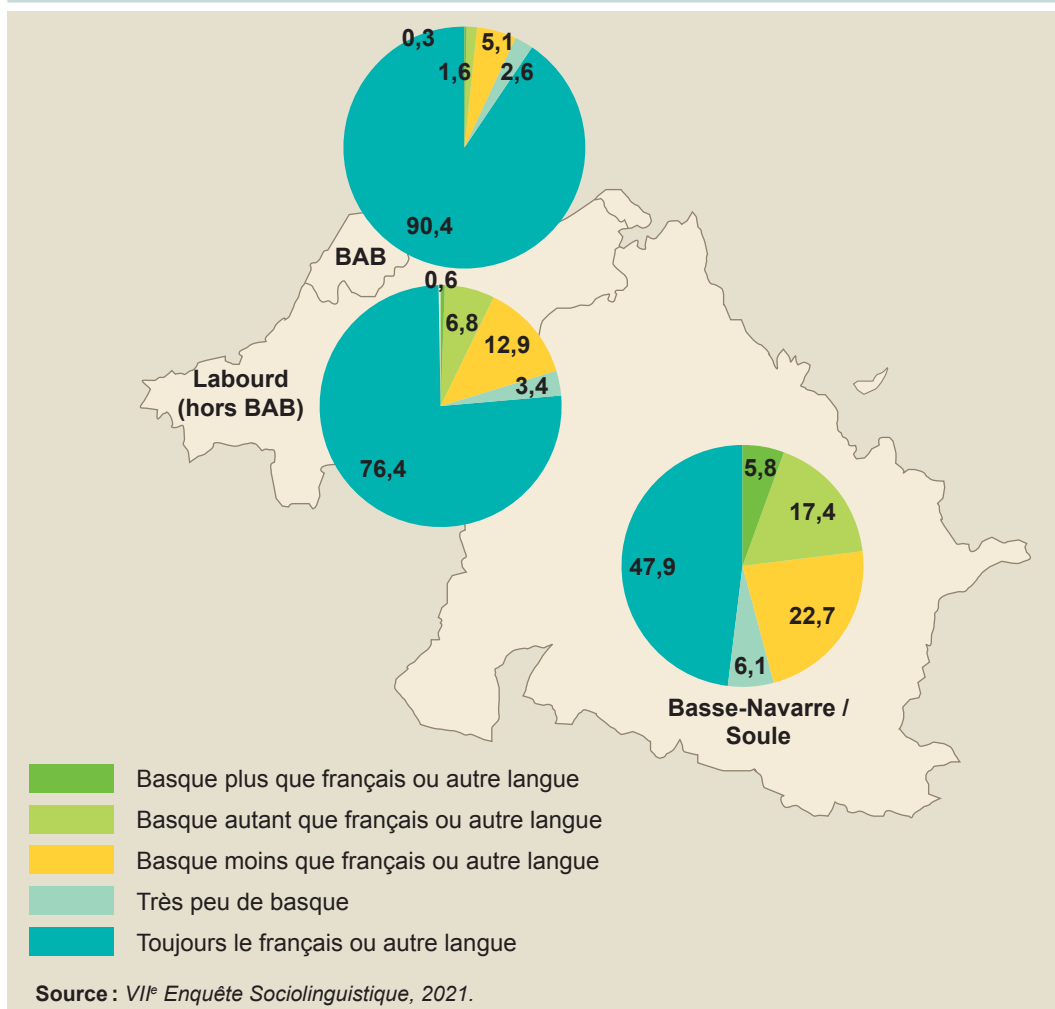 0,3
5,1
1,6
2,6
90,4
BAB
0,6
6,8
12,9
3,4
Labourd
(hors BAB)
76,4
5,8
17,4
47,9
22,7
6,1
Basse-Navarre /
Soule
Basque plus que français ou autre langue
Basque autant que français ou autre langue
Basque moins que français ou autre langue
Très peu de basque
Toujours le français ou autre langue
Source : VIIe Enquête Sociolinguistique, 2021.